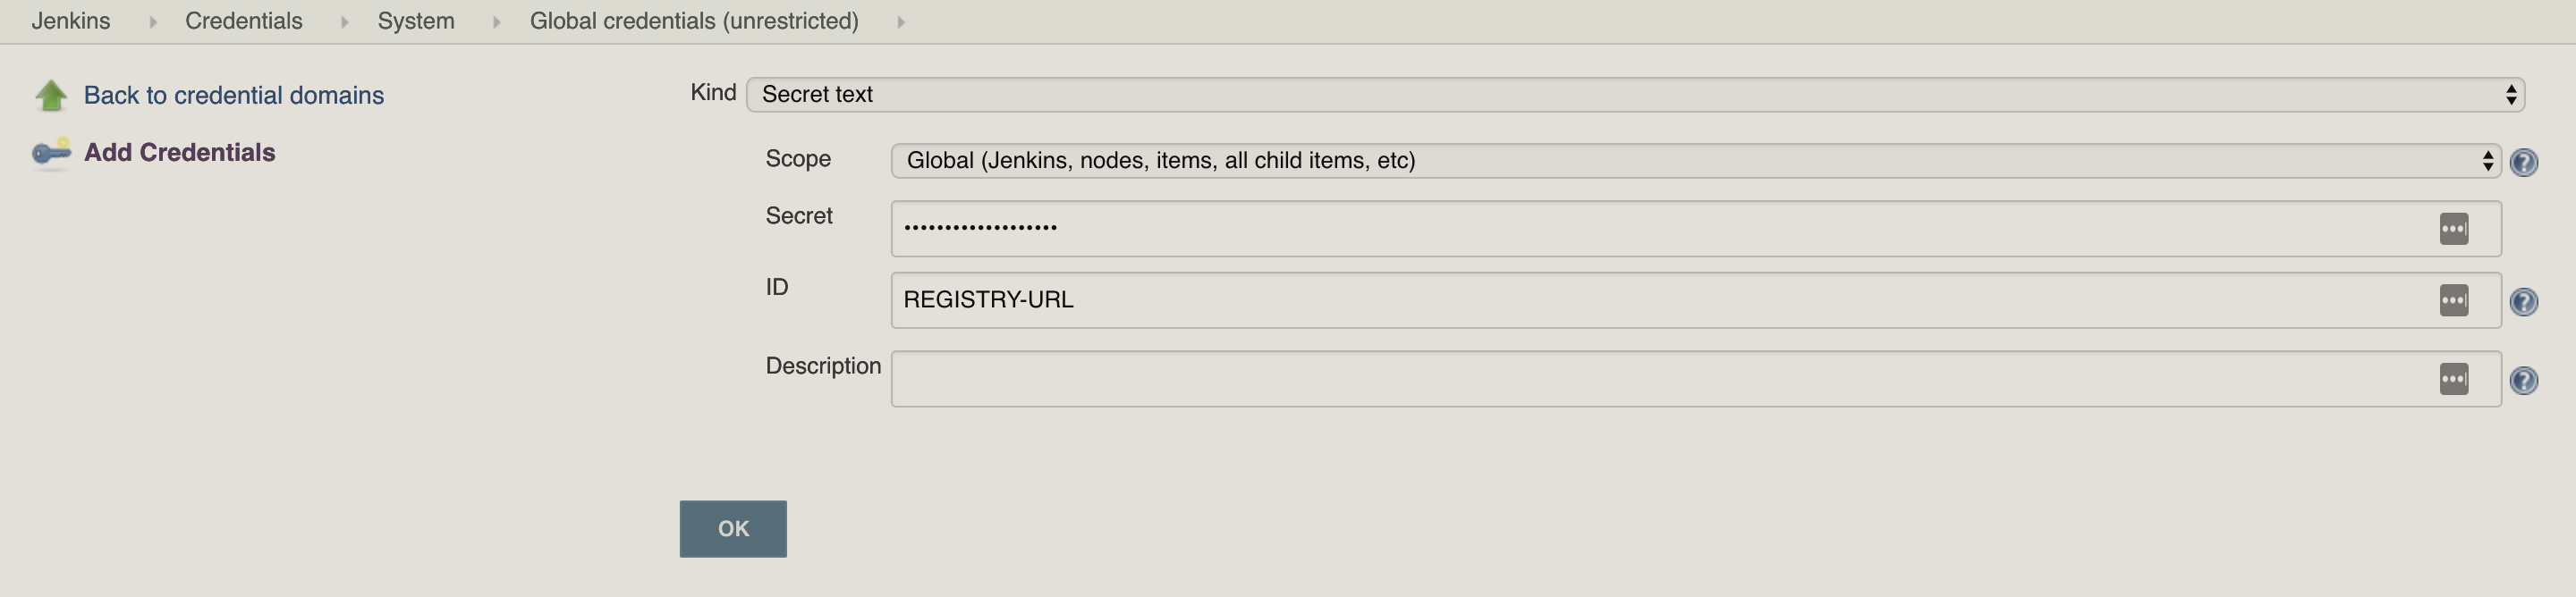 Jenkins Credentials System Global credentials (unrestricted)
Back to credential domains
Add Credentials
Kind Secret text
Scope Global (Jenkins, nodes, items, all child items, etc)
Secret •••••••••••••••••••
ID REGISTRY-URL
Description
OK